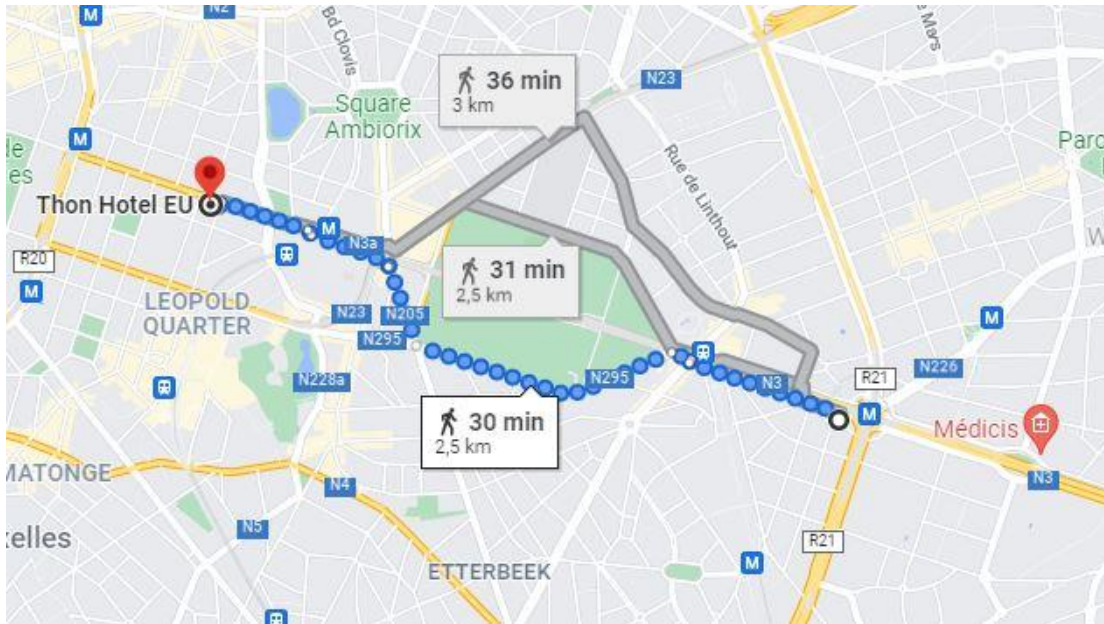 M
N2
Bd Clovis
de Mars
36 min
3 km
N23
Square
Ambiorix
M
Rue de Linthout
Parc
de
es
Thon Hotel EU
M
N3a
31 min
2,5 km
R20
M
LEOPOLD
QUARTER
N23
N205
N295
M
N228a
N295
N3
R21
N226
30 min
2,5 km
M
Médicis
MATONGE
N4
N3
N5
elles
R21
ETTERBEEK
M